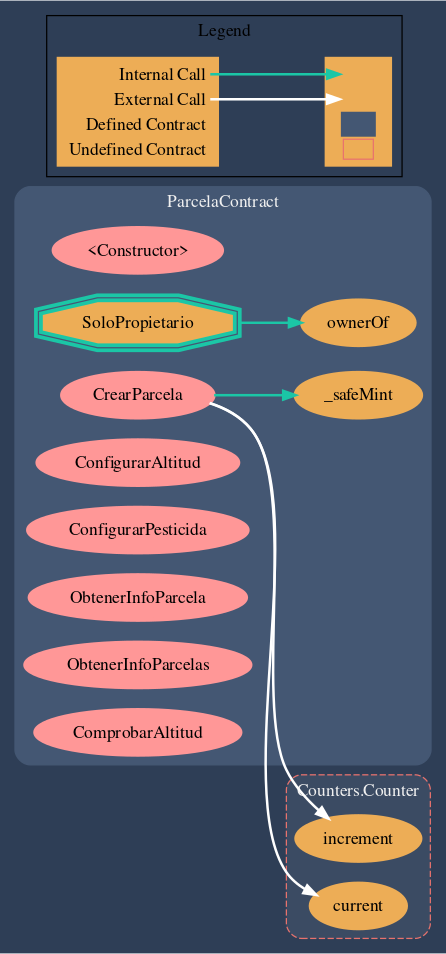 Legend
Internal Call
External Call
Defined Contract
Undefined Contract
ParcelaContract
<Constructor>
SoloPropietario
ownerOf
CrearParcela
_safeMint
ConfigurarAltitud
ConfigurarPesticida
ObtenerInfoParcela
ObtenerInfoParcelas
ComprobarAltitud
Counters.Counter
increment
current